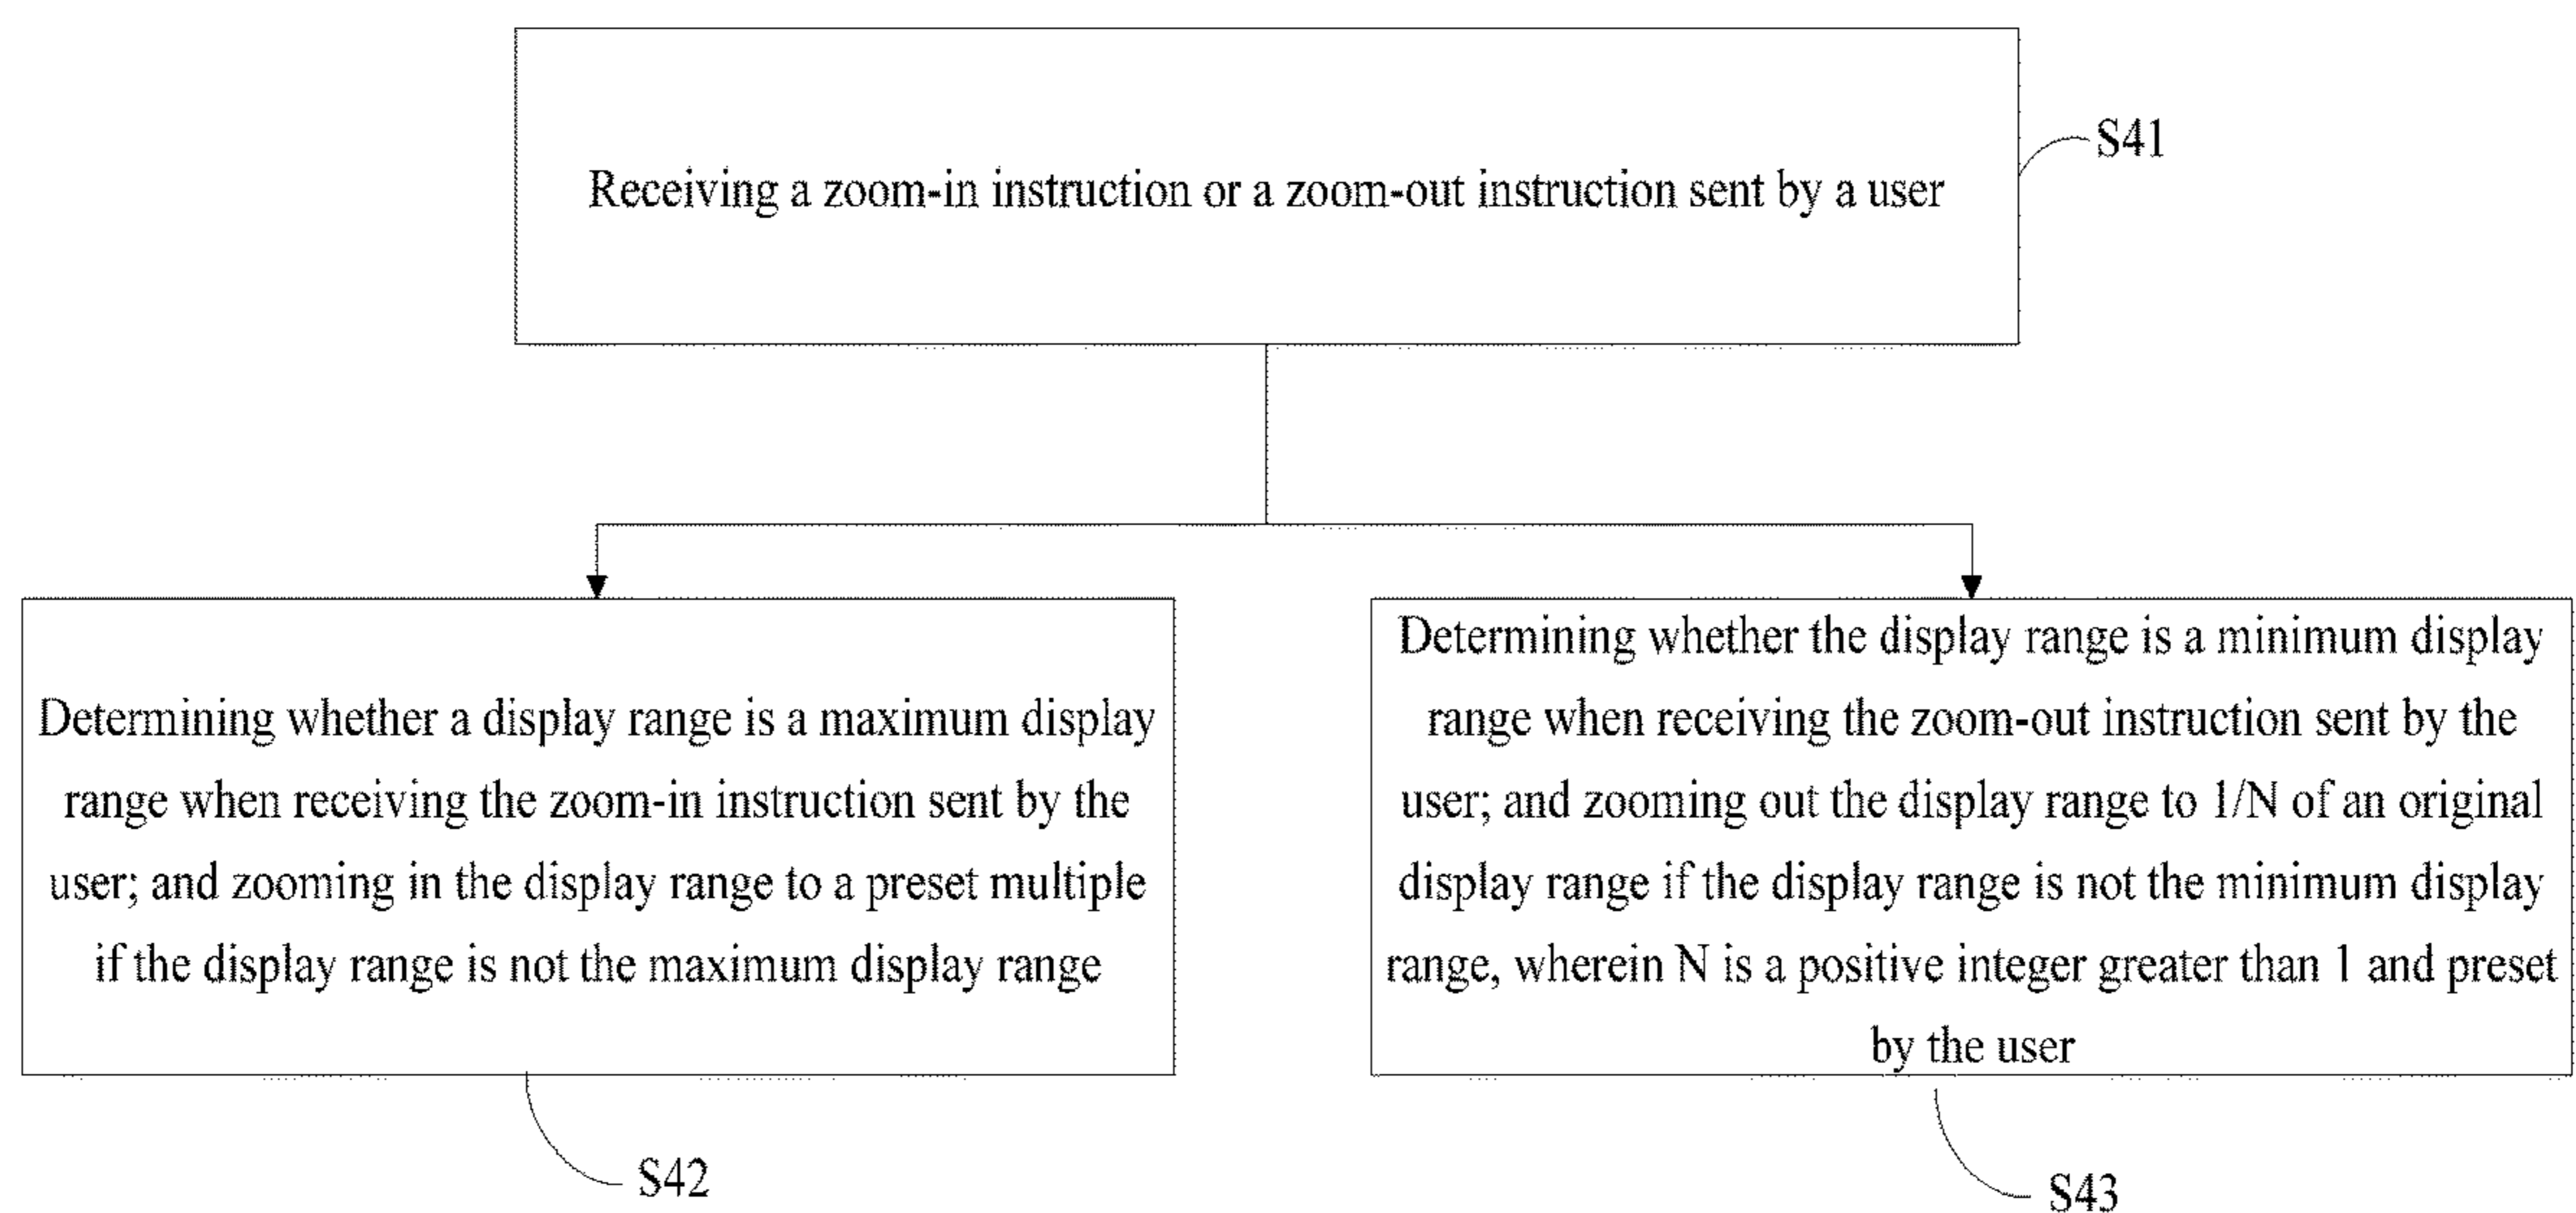 Receiving a zoom-in instruction or a zoom-out instruction sent by a user
S41
Determining whether a display range is a maximum display
range when receiving the zoom-in instruction sent by the
user; and zooming in the display range to a preset multiple
if the display range is not the maximum display range
S42
Determining whether the display range is a minimum display
range when receiving the zoom-out instruction sent by the
user; and zooming out the display range to 1/N of an original
display range if the display range is not the minimum display
range, wherein N is a positive integer greater than 1 and preset
by the user
S43